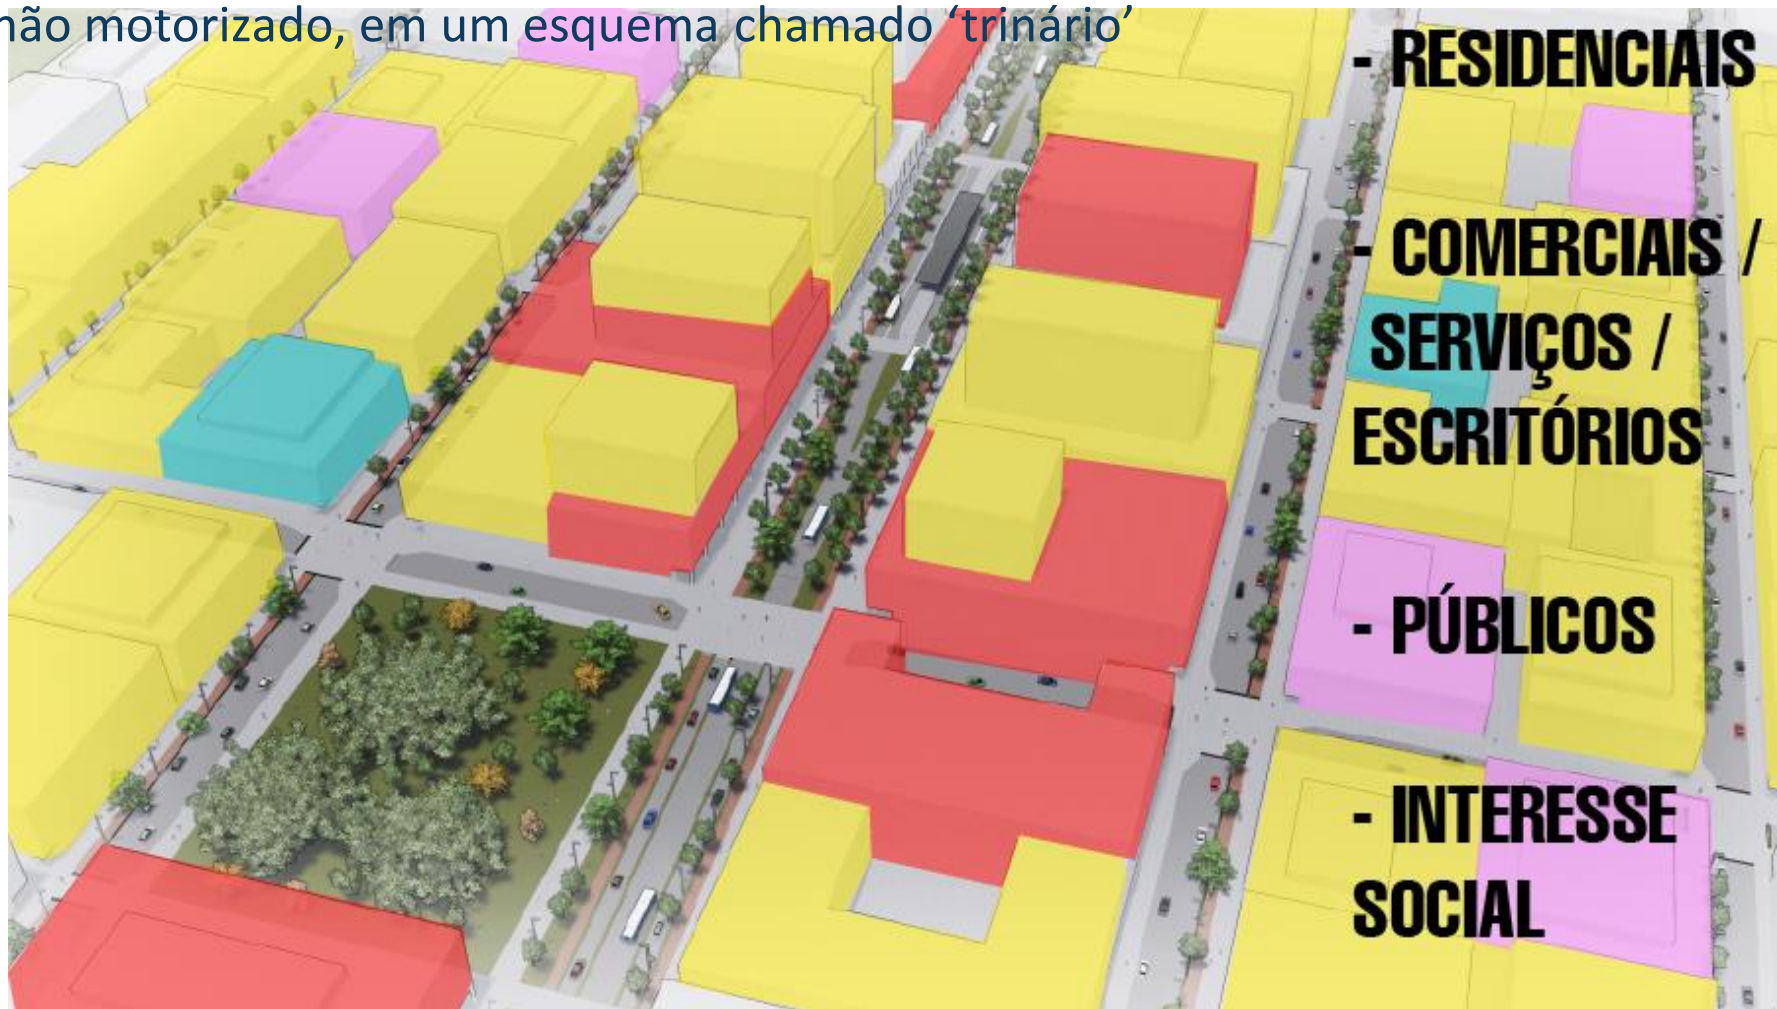 não motorizado, em um esquema chamado ‘trinário’
- RESIDENCIAIS
- COMERCIAIS /
SERVIÇOS /
ESCRITÓRIOS
- PÚBLICOS
- INTERESSE
SOCIAL